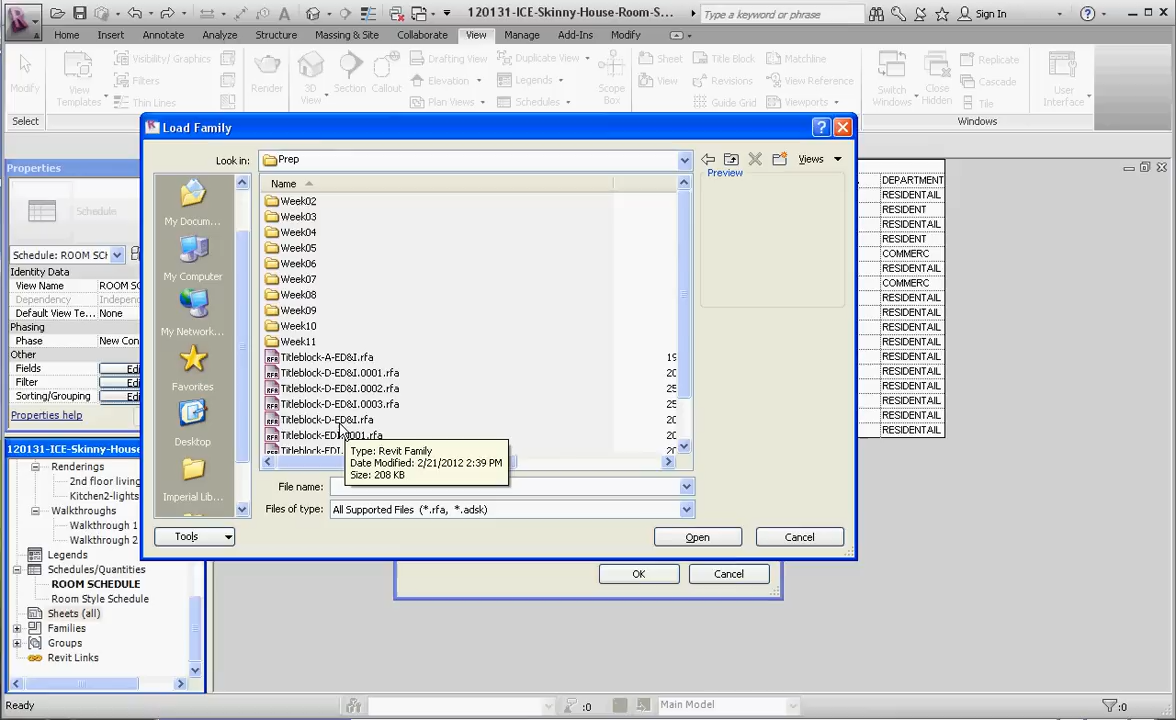 120131-ICE-Skinny-House-Room-S...
Type a keyword or phrase
Sign In
Home Insert Annotate Analyze Structure Massing & Site Collaborate View Manage Add-Ins Modify
Modify
View
Templates
Visibility/ Graphics
Filters
Thin Lines
Render
3D
View
Section
Callout
Drafting View
Elevation
Plan Views
Duplicate View
Legends
Schedules
Scope
Box
Sheet
View
Title Block
Revisions
Guide Grid
Matchline
View Reference
Viewports
Switch
Windows
Close
Hidden
Replicate
Cascade
Tile
User
Interface
Select
Windows
Load Family
Look in:
Prep
Views
Preview
Name
Week02
Week03
Week04
Week05
Week06
Week07
Week08
Week09
Week10
Week11
Titleblock-A-ED&I.rfa 19
Titleblock-D-ED&I.0001.rfa 20
Titleblock-D-ED&I.0002.rfa 25
Titleblock-D-ED&I.0003.rfa 25
Titleblock-D-ED&I.rfa 20
20
20
Type: Revit Family
Date Modified: 2/21/2012 2:39 PM
Size: 208 KB
My Docum...
My Computer
My Network...
Favorites
Desktop
Imperial Lib...
File name:
Files of type: All Supported Files (*.rfa, *.adsk)
Tools
Open
Cancel
OK
Cancel
Properties
Schedule
Schedule: ROOM SCH
Identity Data
View Name ROOM SC
Dependency Indepen
Default View Te... None
Phasing
Phase New Con
Other
Fields Edi
Filter Edi
Sorting/Grouping Edi
Properties help
120131-ICE-Skinny-House
Renderings
2nd floor living
Kitchen2-lights
Walkthroughs
Walkthrough 1
Walkthrough 2
Legends
Schedules/Quantities
ROOM SCHEDULE
Room Style Schedule
Sheets (all)
Families
Groups
Revit Links
DEPARTMENT
RESIDENTAIL
RESIDENT
RESIDENTAIL
RESIDENT
COMMERC
RESIDENTAIL
COMMERC
RESIDENTAIL
RESIDENTAIL
RESIDENTAIL
RESIDENTAIL
RESIDENTAIL
RESIDENTAIL
RESIDENTAIL
RESIDENTAIL
RESIDENTAIL
RESIDENTAIL
Ready
:0
Main Model
:0